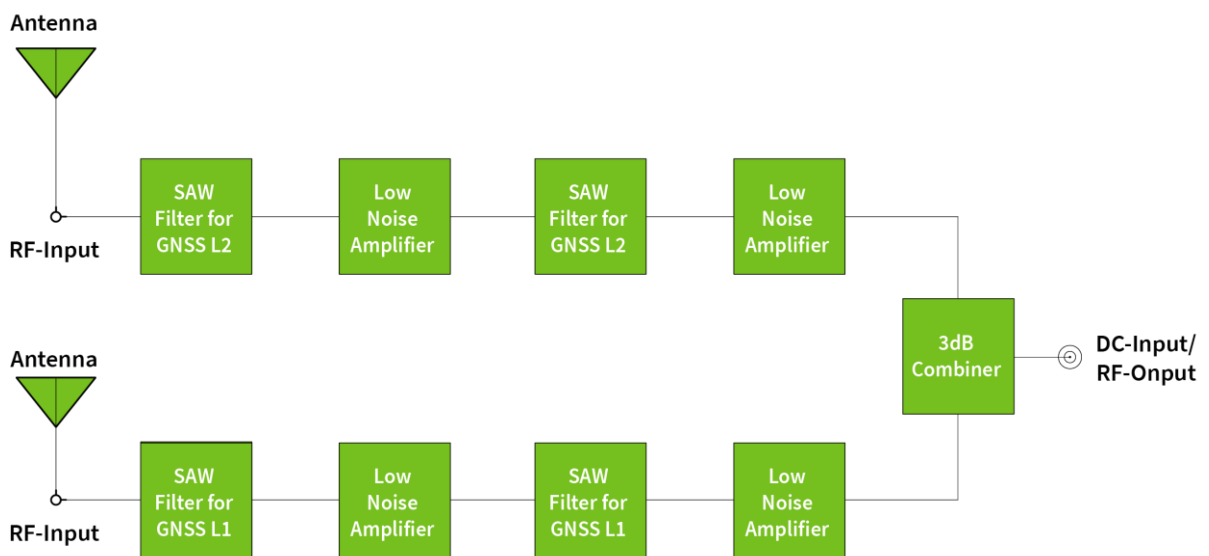 Antenna
RF-Input
SAW
Filter for
GNSS L2
Low
Noise
Amplifier
SAW
Filter for
GNSS L2
Low
Noise
Amplifier
3dB
Combiner
DC-Input/
RF-Onput
Antenna
RF-Input
SAW
Filter for
GNSS L1
Low
Noise
Amplifier
SAW
Filter for
GNSS L1
Low
Noise
Amplifier